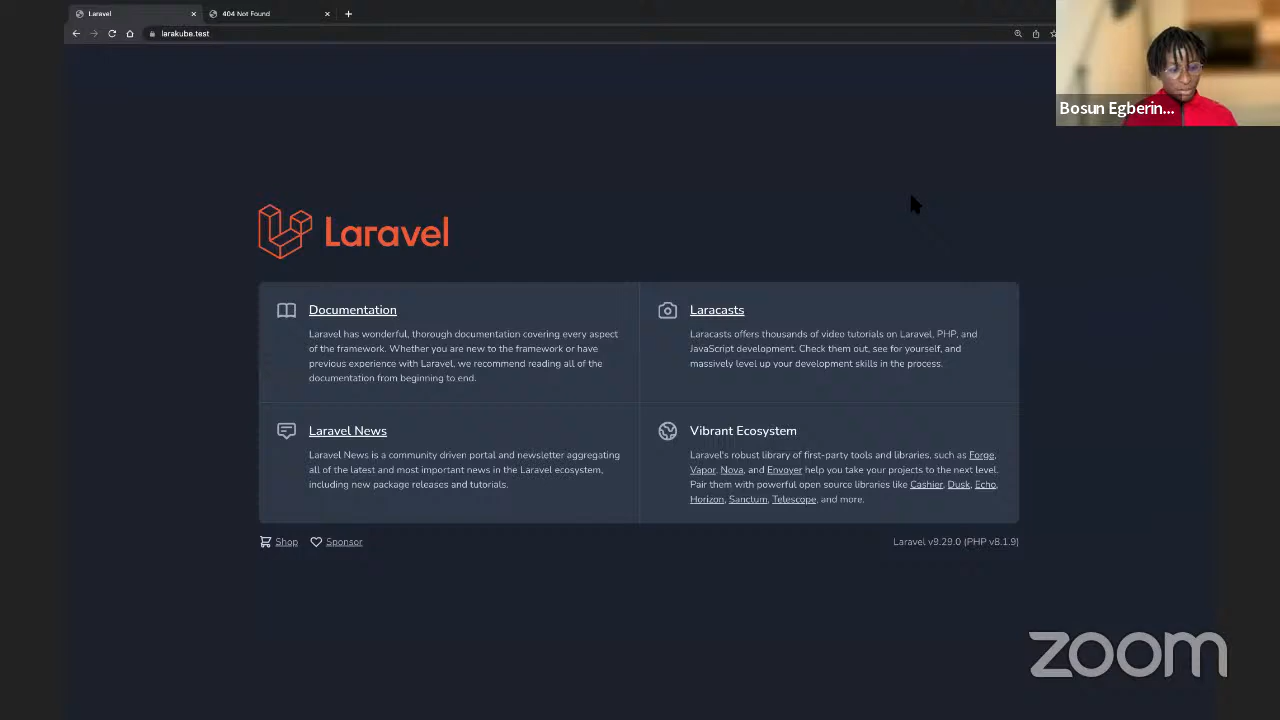 Laravel
404 Not Found
larakube.test
Bosun Egberin...
Laravel
Documentation
Laravel has wonderful, thorough documentation covering every aspect
of the framework. Whether you are new to the framework or have
previous experience with Laravel, we recommend reading all of the
documentation from beginning to end.
Laracasts
Laracasts offers thousands of video tutorials on Laravel, PHP, and
JavaScript development. Check them out, see for yourself, and
massively level up your development skills in the process.
Laravel News
Laravel News is a community driven portal and newsletter aggregating
all of the latest and most important news in the Laravel ecosystem,
including new package releases and tutorials.
Vibrant Ecosystem
Laravel's robust library of first-party tools and libraries, such as Forge,
Vapor, Nova, and Envoyer help you take your projects to the next level.
Pair them with powerful open source libraries like Cashier, Dusk, Echo,
Horizon, Sanctum, Telescope, and more.
Shop
Sponsor
Laravel v9.29.0 (PHP v8.1.9)
zoom